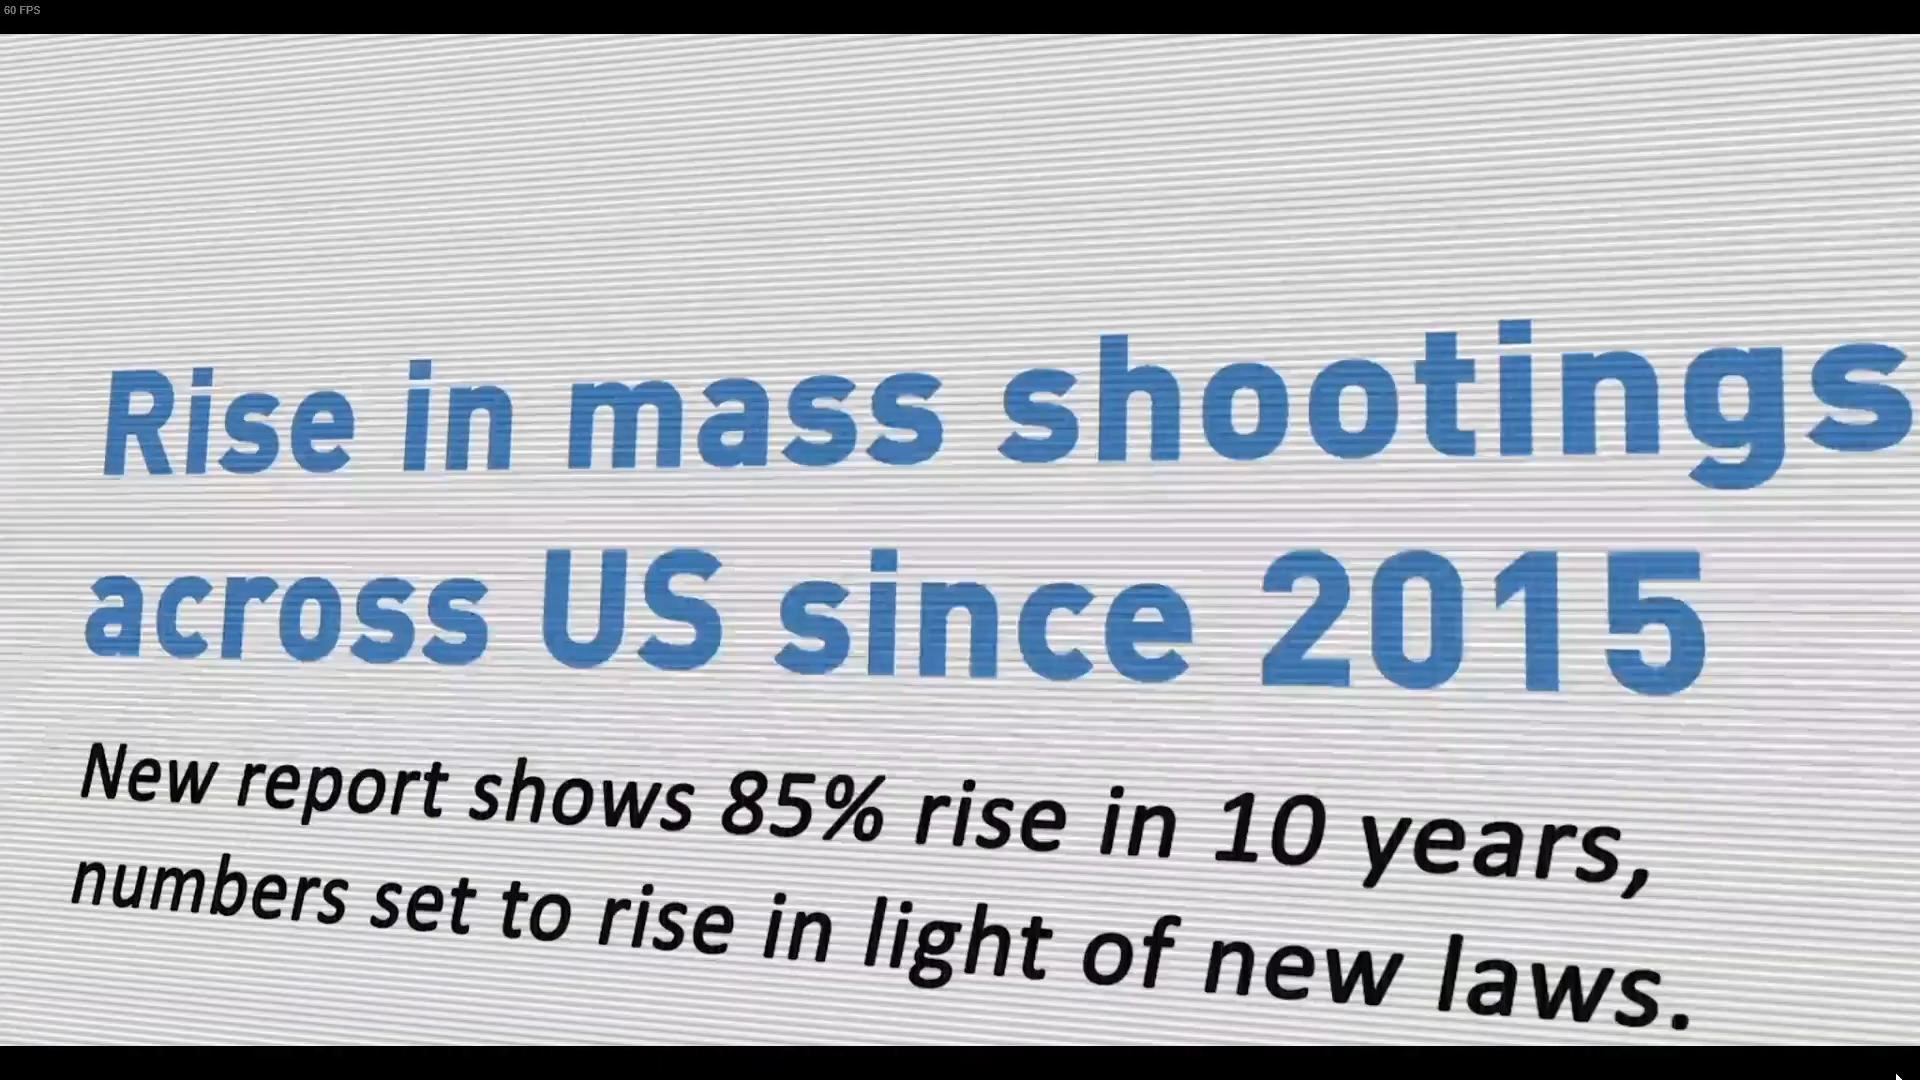 60 FPS
Rise in mass shootings
across US since 2015
New report shows 85% rise in 10 years,
numbers set to rise in light of new laws.